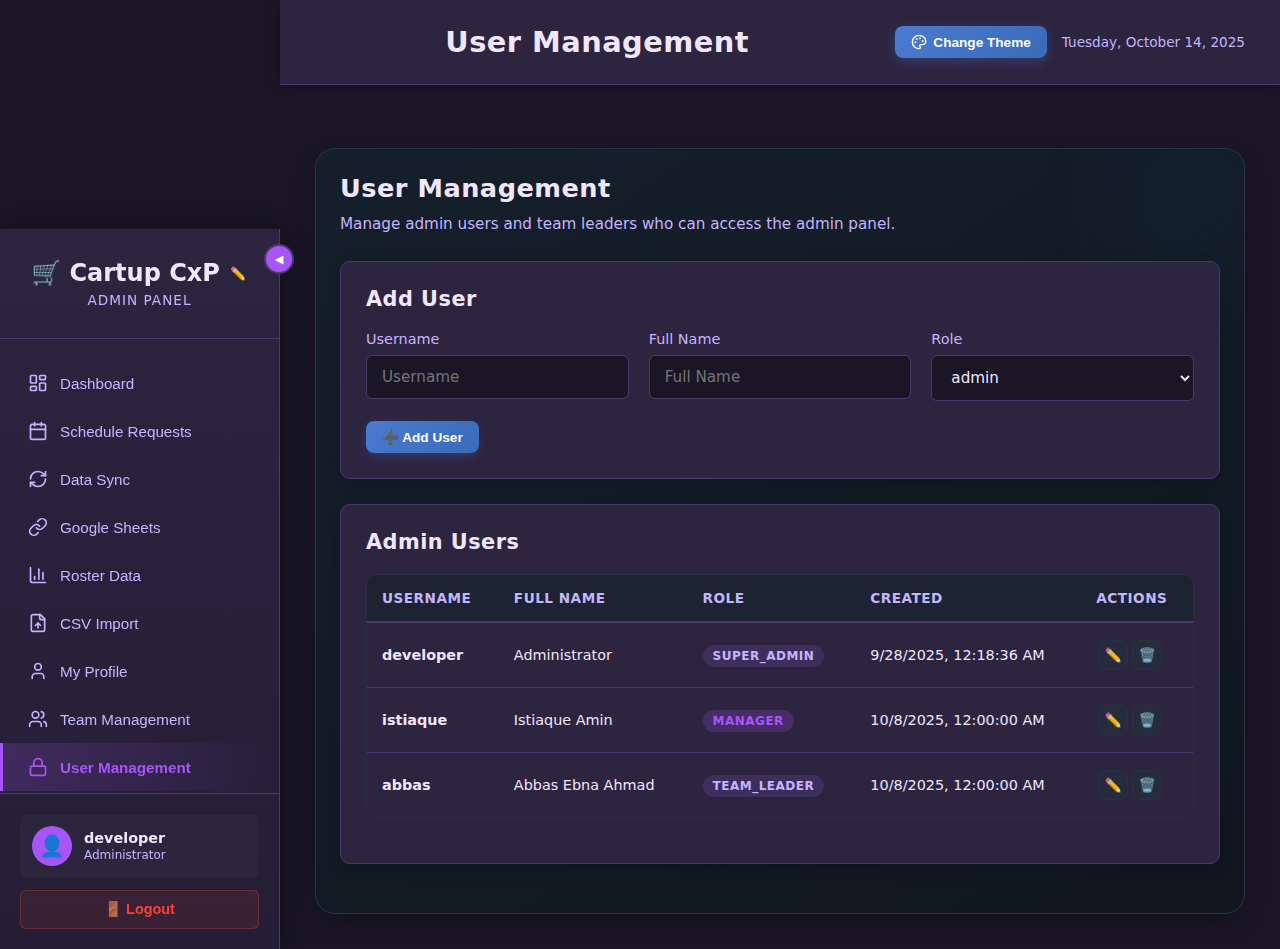 User Management
Change Theme
Tuesday, October 14, 2025
Cartup CxP
ADMIN PANEL
Dashboard
Schedule Requests
Data Sync
Google Sheets
Roster Data
CSV Import
My Profile
Team Management
User Management
developer
Administrator
Logout
User Management
Manage admin users and team leaders who can access the admin panel.
Add User
Username Full Name Role
Username Full Name admin
Add User
Admin Users
USERNAME FULL NAME ROLE CREATED ACTIONS
developer Administrator SUPER_ADMIN 9/28/2025, 12:18:36 AM
istiaque Istiaque Amin MANAGER 10/8/2025, 12:00:00 AM
abbas Abbas Ebna Ahmad TEAM_LEADER 10/8/2025, 12:00:00 AM